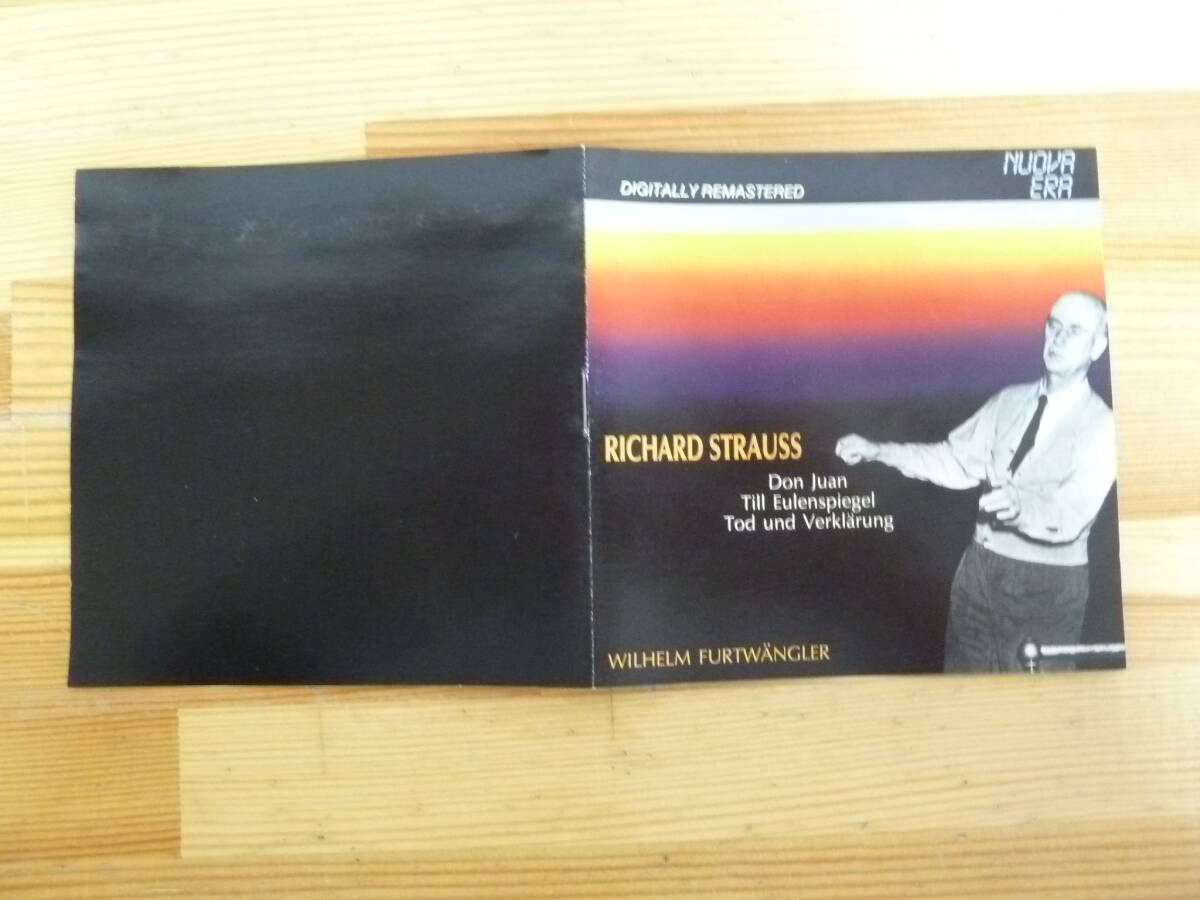 DIGITALLY REMASTERED
NUOVA
ERA
RICHARD STRAUSS
Don Juan
Till Eulenspiegel
Tod und Verklärung
WILHELM FURTWÄNGLER